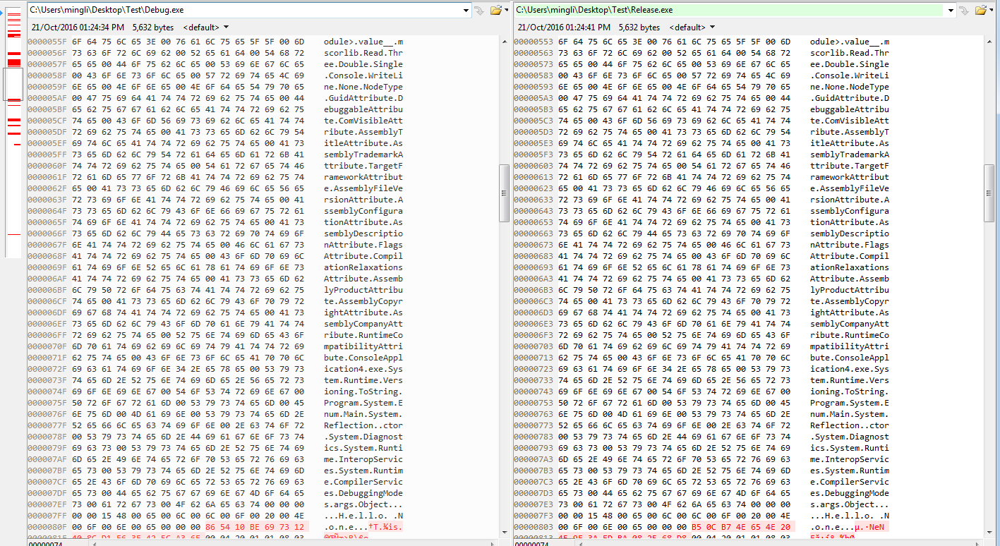 C:\Users\mingli\Desktop\Test\Debug.exe
21/Oct/2016 01:24:34 PM 5,632 bytes <default>
0000055F 6F 64 75 6C 65 3E 00 76 61 6C 75 65 5F 5F 00 6D odule>.value__.m
0000056F 73 63 6F 72 6C 69 62 00 52 65 61 64 00 54 68 72 scorlib.Read.Thr
0000057F 65 65 00 44 6F 75 62 6C 65 00 53 69 6E 67 6C 65 ee.Double.Single
0000058F 00 43 6F 6E 73 6F 6C 65 00 57 72 69 74 65 4C 69 .Console.WriteLi
0000059F 6E 65 00 4E 6F 6E 65 00 4E 6F 64 65 54 79 70 65 ne.None.NodeType
000005AF 00 47 75 69 64 41 74 74 72 69 62 75 74 65 00 44 .GuidAttribute.D
000005BF 65 62 75 67 67 61 62 6C 65 41 74 74 72 69 62 75 ebuggableAttribu
000005CF 74 65 00 43 6F 6D 56 69 73 69 62 6C 65 41 74 74 te.ComVisibleAtt
000005DF 72 69 62 75 74 65 00 41 73 73 65 6D 62 6C 79 54 ribute.AssemblyT
000005EF 69 74 6C 65 41 74 74 72 69 62 75 74 65 00 41 73 itleAttribute.As
000005FF 73 65 6D 62 6C 79 54 72 61 64 65 6D 61 72 6B 41 semblyTrademarkA
0000060F 74 74 72 69 62 75 74 65 00 54 61 72 67 65 74 46 ttribute.TargetF
0000061F 72 61 6D 65 77 6F 72 6B 41 74 74 72 69 62 75 74 rameworkAttribut
0000062F 65 00 41 73 73 65 6D 62 6C 79 46 69 6C 65 56 65 e.AssemblyFileVe
0000063F 72 73 69 6F 6E 41 74 74 72 69 62 75 74 65 00 41 rsionAttribute.A
0000064F 73 73 65 6D 62 6C 79 43 6F 6E 66 69 67 75 72 61 ssemblyConfigura
0000065F 74 69 6F 6E 41 74 74 72 69 62 75 74 65 00 41 73 tionAttribute.As
0000066F 73 65 6D 62 6C 79 44 65 73 63 72 69 70 74 69 6F semblyDescriptio
0000067F 6E 41 74 74 72 69 62 75 74 65 00 46 6C 61 67 73 nAttribute.Flags
0000068F 41 74 74 72 69 62 75 74 65 00 43 6F 6D 70 69 6C Attribute.Compil
0000069F 61 74 69 6F 6E 52 65 6C 61 78 61 74 69 6F 6E 73 ationRelaxations
000006AF 41 74 74 72 69 62 75 74 65 00 41 73 73 65 6D 62 Attribute.Assemb
000006BF 6C 79 50 72 6F 64 75 63 74 41 74 74 72 69 62 75 lyProductAttribu
000006CF 74 65 00 41 73 73 65 6D 62 6C 79 43 6F 70 79 72 te.AssemblyCopyr
000006DF 69 67 68 74 41 74 74 72 69 62 75 74 65 00 41 73 ightAttribute.As
000006EF 73 65 6D 62 6C 79 43 6F 6D 70 61 6E 79 41 74 74 semblyCompanyAtt
000006FF 72 69 62 75 74 65 00 52 75 6E 74 69 6D 65 43 6F ribute.RuntimeCo
0000070F 6D 70 61 74 69 62 69 6C 69 74 79 41 74 74 72 69 mpatibilityAttri
0000071F 62 75 74 65 00 43 6F 6E 73 6F 6C 65 41 70 70 6C bute.ConsoleAppl
0000072F 69 63 61 74 69 6F 6E 34 2E 65 78 65 00 53 79 73 ication4.exe.Sys
0000073F 74 65 6D 2E 52 75 6E 74 69 6D 65 2E 56 65 72 73 tem.Runtime.Vers
0000074F 69 6F 6E 69 6E 67 00 54 6F 53 74 72 69 6E 67 00 ioning.ToString.
0000075F 50 72 6F 67 72 61 6D 00 53 79 73 74 65 6D 00 45 Program.System.E
0000076F 6E 75 6D 00 4D 61 69 6E 00 53 79 73 74 65 6D 2E num.Main.System.
0000077F 52 65 66 6C 65 63 74 69 6F 6E 00 2E 63 74 6F 72 Reflection..ctor
0000078F 00 53 79 73 74 65 6D 2E 44 69 61 67 6E 6F 73 74 .System.Diagnost
0000079F 69 63 73 00 53 79 73 74 65 6D 2E 52 75 6E 74 69 ics.System.Runti
000007AF 6D 65 2E 49 6E 74 65 72 6F 70 53 65 72 76 69 63 me.InteropServic
000007BF 65 73 00 53 79 73 74 65 6D 2E 52 75 6E 74 69 6D es.System.Runtim
000007CF 65 2E 43 6F 6D 70 69 6C 65 72 53 65 72 76 69 63 e.CompilerServic
000007DF 65 73 00 44 65 62 75 67 67 69 6E 67 4D 6F 64 65 es.DebuggingMode
000007EF 73 00 61 72 67 73 00 4F 62 6A 65 63 74 00 00 00 s.args.Object...
000007FF 00 00 15 48 00 65 00 6C 00 6C 00 6F 00 20 00 4E ...H.e.l.l.o. .N
0000080F 00 6F 00 6E 00 65 00 00 00 86 54 10 BE 69 73 12 .o.n.e...†T.¾is.
00000074
C:\Users\mingli\Desktop\Test\Release.exe
21/Oct/2016 01:24:41 PM 5,632 bytes <default>
00000553 6F 64 75 6C 65 3E 00 76 61 6C 75 65 5F 5F 00 6D odule>.value__.m
00000563 73 63 6F 72 6C 69 62 00 52 65 61 64 00 54 68 72 scorlib.Read.Thr
00000573 65 65 00 44 6F 75 62 6C 65 00 53 69 6E 67 6C 65 ee.Double.Single
00000583 00 43 6F 6E 73 6F 6C 65 00 57 72 69 74 65 4C 69 .Console.WriteLi
00000593 6E 65 00 4E 6F 6E 65 00 4E 6F 64 65 54 79 70 65 ne.None.NodeType
000005A3 00 47 75 69 64 41 74 74 72 69 62 75 74 65 00 44 .GuidAttribute.D
000005B3 65 62 75 67 67 61 62 6C 65 41 74 74 72 69 62 75 ebuggableAttribu
000005C3 74 65 00 43 6F 6D 56 69 73 69 62 6C 65 41 74 74 te.ComVisibleAtt
000005D3 72 69 62 75 74 65 00 41 73 73 65 6D 62 6C 79 54 ribute.AssemblyT
000005E3 69 74 6C 65 41 74 74 72 69 62 75 74 65 00 41 73 itleAttribute.As
000005F3 73 65 6D 62 6C 79 54 72 61 64 65 6D 61 72 6B 41 semblyTrademarkA
00000603 74 74 72 69 62 75 74 65 00 54 61 72 67 65 74 46 ttribute.TargetF
00000613 72 61 6D 65 77 6F 72 6B 41 74 74 72 69 62 75 74 rameworkAttribut
00000623 65 00 41 73 73 65 6D 62 6C 79 46 69 6C 65 56 65 e.AssemblyFileVe
00000633 72 73 69 6F 6E 41 74 74 72 69 62 75 74 65 00 41 rsionAttribute.A
00000643 73 73 65 6D 62 6C 79 43 6F 6E 66 69 67 75 72 61 ssemblyConfigura
00000653 74 69 6F 6E 41 74 74 72 69 62 75 74 65 00 41 73 tionAttribute.As
00000663 73 65 6D 62 6C 79 44 65 73 63 72 69 70 74 69 6F semblyDescriptio
00000673 6E 41 74 74 72 69 62 75 74 65 00 46 6C 61 67 73 nAttribute.Flags
00000683 41 74 74 72 69 62 75 74 65 00 43 6F 6D 70 69 6C Attribute.Compil
00000693 61 74 69 6F 6E 52 65 6C 61 78 61 74 69 6F 6E 73 ationRelaxations
000006A3 41 74 74 72 69 62 75 74 65 00 41 73 73 65 6D 62 Attribute.Assemb
000006B3 6C 79 50 72 6F 64 75 63 74 41 74 74 72 69 62 75 lyProductAttribu
000006C3 74 65 00 41 73 73 65 6D 62 6C 79 43 6F 70 79 72 te.AssemblyCopyr
000006D3 69 67 68 74 41 74 74 72 69 62 75 74 65 00 41 73 ightAttribute.As
000006E3 73 65 6D 62 6C 79 43 6F 6D 70 61 6E 79 41 74 74 semblyCompanyAtt
000006F3 72 69 62 75 74 65 00 52 75 6E 74 69 6D 65 43 6F ribute.RuntimeCo
00000703 6D 70 61 74 69 62 69 6C 69 74 79 41 74 74 72 69 mpatibilityAttri
00000713 62 75 74 65 00 43 6F 6E 73 6F 6C 65 41 70 70 6C bute.ConsoleAppl
00000723 69 63 61 74 69 6F 6E 34 2E 65 78 65 00 53 79 73 ication4.exe.Sys
00000733 74 65 6D 2E 52 75 6E 74 69 6D 65 2E 56 65 72 73 tem.Runtime.Vers
00000743 69 6F 6E 69 6E 67 00 54 6F 53 74 72 69 6E 67 00 ioning.ToString.
00000753 50 72 6F 67 72 61 6D 00 53 79 73 74 65 6D 00 45 Program.System.E
00000763 6E 75 6D 00 4D 61 69 6E 00 53 79 73 74 65 6D 2E num.Main.System.
00000773 52 65 66 6C 65 63 74 69 6F 6E 00 2E 63 74 6F 72 Reflection..ctor
00000783 00 53 79 73 74 65 6D 2E 44 69 61 67 6E 6F 73 74 .System.Diagnost
00000793 69 63 73 00 53 79 73 74 65 6D 2E 52 75 6E 74 69 ics.System.Runti
000007A3 6D 65 2E 49 6E 74 65 72 6F 70 53 65 72 76 69 63 me.InteropServic
000007B3 65 73 00 53 79 73 74 65 6D 2E 52 75 6E 74 69 6D es.System.Runtim
000007C3 65 2E 43 6F 6D 70 69 6C 65 72 53 65 72 76 69 63 e.CompilerServic
000007D3 65 73 00 44 65 62 75 67 67 69 6E 67 4D 6F 64 65 es.DebuggingMode
000007E3 73 00 61 72 67 73 00 4F 62 6A 65 63 74 00 00 00 s.args.Object...
000007F3 00 00 15 48 00 65 00 6C 00 6C 00 6F 00 20 00 4E ...H.e.l.l.o. .N
00000803 00 6F 00 6E 00 65 00 00 00 B5 0C B7 4E 65 4E 20 .o.n.e...µ.·NeN
00000074